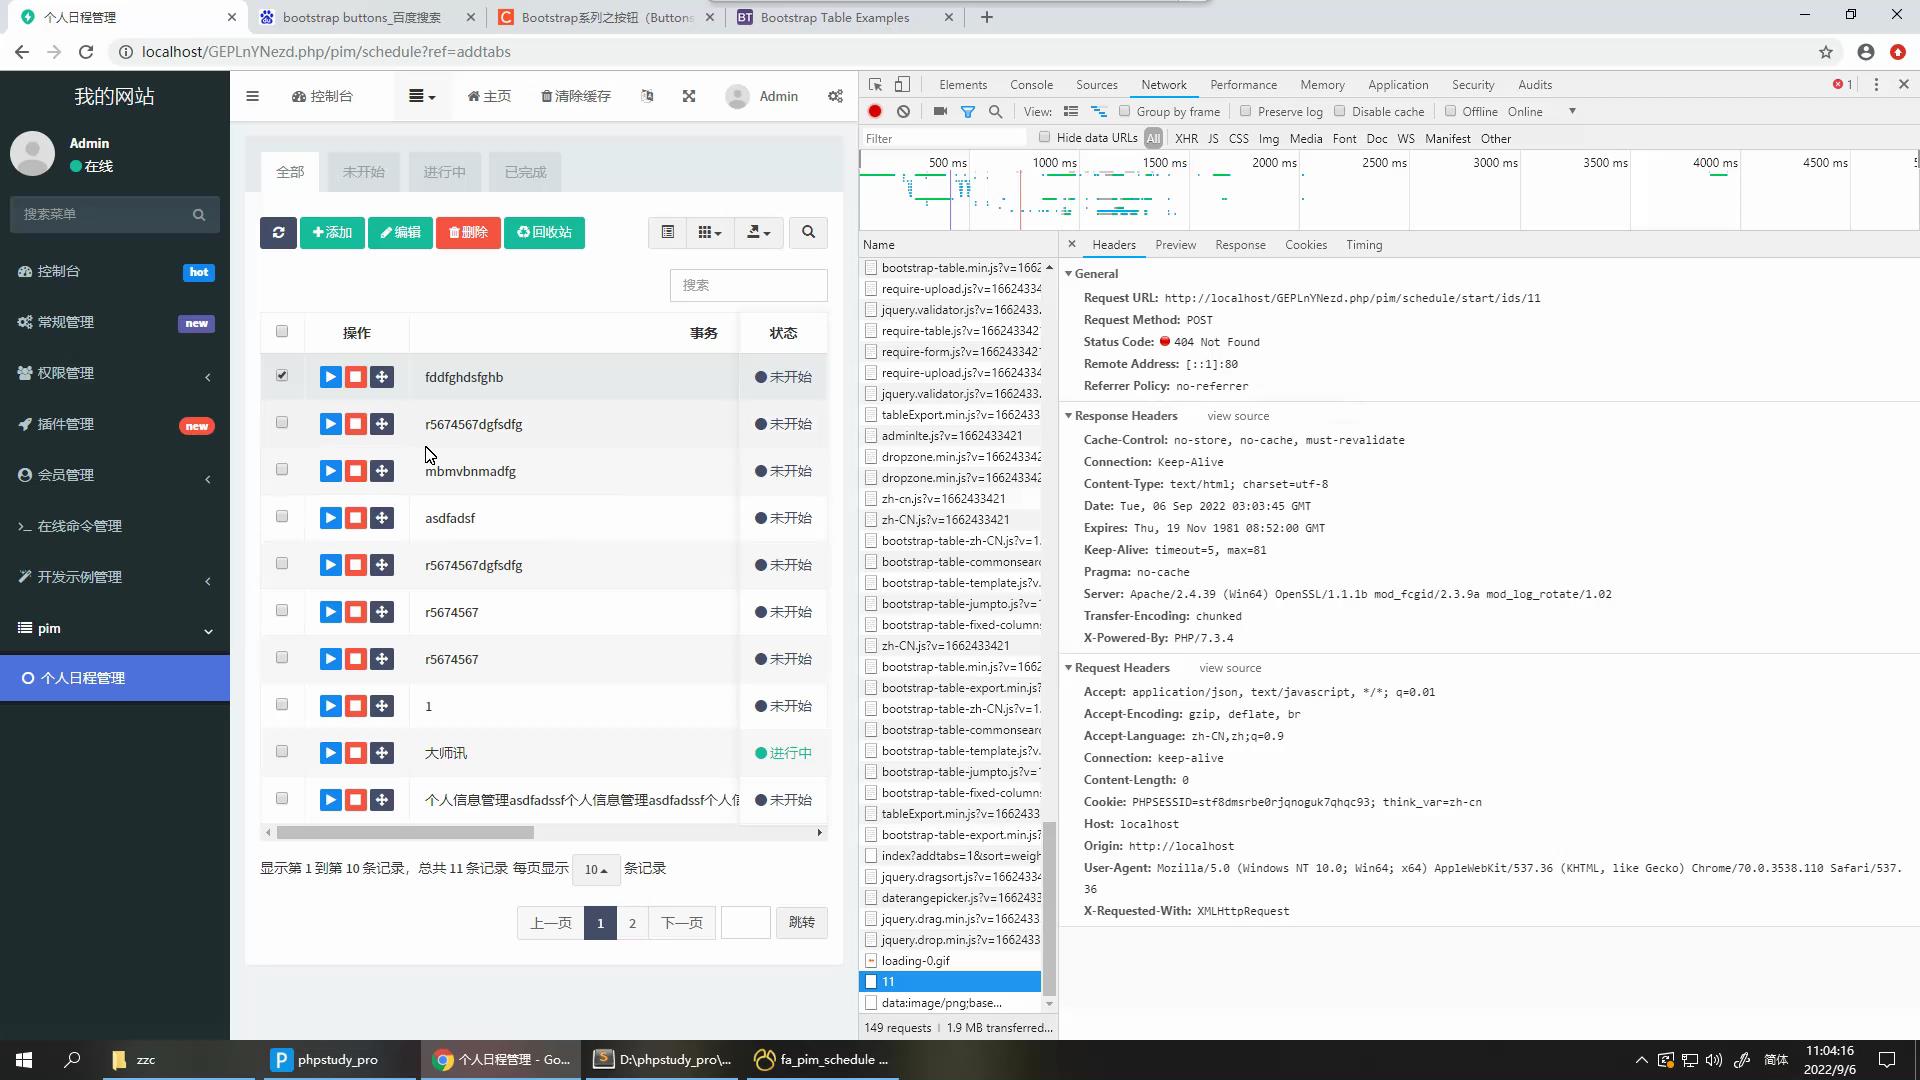 个人日程管理
bootstrap buttons_百度搜索
Bootstrap系列之按钮（Buttons
Bootstrap Table Examples
localhost/GEPLnYNezd.php/pim/schedule?ref=addtabs
我的网站
Admin
在线
搜索菜单
控制台 hot
常规管理 new
权限管理
插件管理 new
会员管理
在线命令管理
开发示例管理
pim
个人日程管理
控制台
主页
清除缓存
Admin
全部 未开始 进行中 已完成
添加 编辑 删除 回收站
搜索
操作 事务 状态
fddfghdsfghb 未开始
r5674567dgfsdfg 未开始
mbmvbnmadfg 未开始
asdfadsf 未开始
r5674567dgfsdfg 未开始
r5674567 未开始
r5674567 未开始
1 未开始
大师讯 进行中
个人信息管理asdfadssf个人信息管理asdfadssf个人 未开始
显示第 1 到第 10 条记录，总共 11 条记录 每页显示 10 条记录
上一页 1 2 下一页 跳转
Elements Console Sources Network Performance Memory Application Security Audits 1
View: Group by frame Preserve log Disable cache Offline Online
Filter Hide data URLs All XHR JS CSS Img Media Font Doc WS Manifest Other
500 ms 1000 ms 1500 ms 2000 ms 2500 ms 3000 ms 3500 ms 4000 ms 4500 ms
Name
bootstrap-table.min.js?v=1662
require-upload.js?v=16624334
jquery.validator.js?v=1662433.
require-table.js?v=1662433421
require-form.js?v=1662433421
require-upload.js?v=16624334
jquery.validator.js?v=1662433.
tableExport.min.js?v=1662433
adminlte.js?v=1662433421
dropzone.min.js?v=166243342
dropzone.min.js?v=166243342
zh-cn.js?v=1662433421
zh-CN.js?v=1662433421
bootstrap-table-zh-CN.js?v=1.
bootstrap-table-commonsearc
bootstrap-table-template.js?v.
bootstrap-table-jumpto.js?v=1
bootstrap-table-fixed-column:
zh-CN.js?v=1662433421
bootstrap-table.min.js?v=1662
bootstrap-table-export.min.js?
bootstrap-table-zh-CN.js?v=1.
bootstrap-table-commonsearc
bootstrap-table-template.js?v.
bootstrap-table-jumpto.js?v=1
bootstrap-table-fixed-column:
tableExport.min.js?v=1662433
bootstrap-table-export.min.js?
index?addtabs=1&sort=weigh
jquery.dragsort.js?v=16624334
daterangepicker.js?v=1662433
jquery.drag.min.js?v=1662433
jquery.drop.min.js?v=1662433
loading-0.gif
11
data:image/png;base...
149 requests | 1.9 MB transferred...
Headers Preview Response Cookies Timing
General
Request URL: http://localhost/GEPLnYNezd.php/pim/schedule/start/ids/11
Request Method: POST
Status Code: 404 Not Found
Remote Address: [::1]:80
Referrer Policy: no-referrer
Response Headers view source
Cache-Control: no-store, no-cache, must-revalidate
Connection: Keep-Alive
Content-Type: text/html; charset=utf-8
Date: Tue, 06 Sep 2022 03:03:45 GMT
Expires: Thu, 19 Nov 1981 08:52:00 GMT
Keep-Alive: timeout=5, max=81
Pragma: no-cache
Server: Apache/2.4.39 (Win64) OpenSSL/1.1.1b mod_fcgid/2.3.9a mod_log_rotate/1.02
Transfer-Encoding: chunked
X-Powered-By: PHP/7.3.4
Request Headers view source
Accept: application/json, text/javascript, */*; q=0.01
Accept-Encoding: gzip, deflate, br
Accept-Language: zh-CN,zh;q=0.9
Connection: keep-alive
Content-Length: 0
Cookie: PHPSESSID=stf8dmsrbe0rjqnoguk7qhqc93; think_var=zh-cn
Host: localhost
Origin: http://localhost
User-Agent: Mozilla/5.0 (Windows NT 10.0; Win64; x64) AppleWebKit/537.36 (KHTML, like Gecko) Chrome/70.0.3538.110 Safari/537.
36
X-Requested-With: XMLHttpRequest
zzc
phpstudy_pro
个人日程管理 - Go...
D:\phpstudy_pro\...
fa_pim_schedule ...
简体
11:04:16
2022/9/6